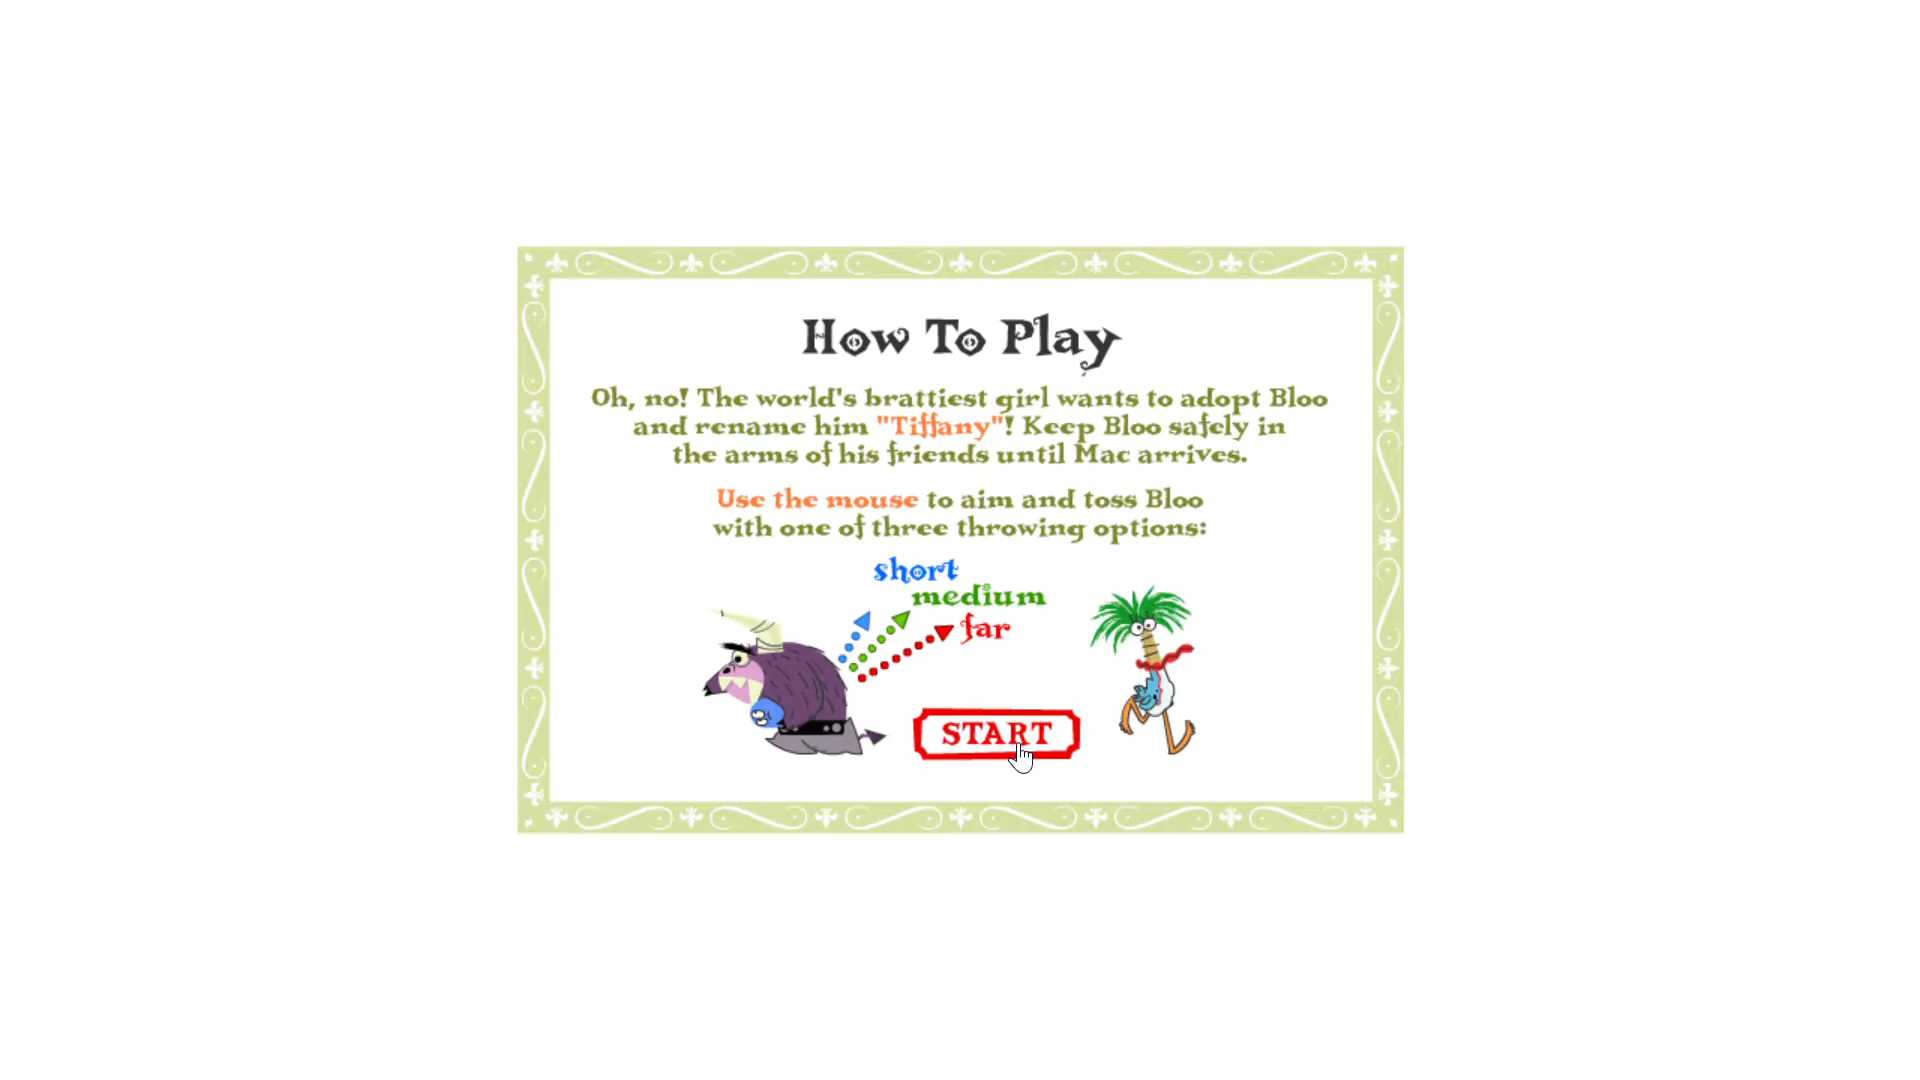 How To Play
Oh, no! The world's brattiest girl wants to adopt Bloo
and rename him "Tiffany"! Keep Bloo safely in
the arms of his friends until Mac arrives.
Use the mouse to aim and toss Bloo
with one of three throwing options:
short
medium
far
START